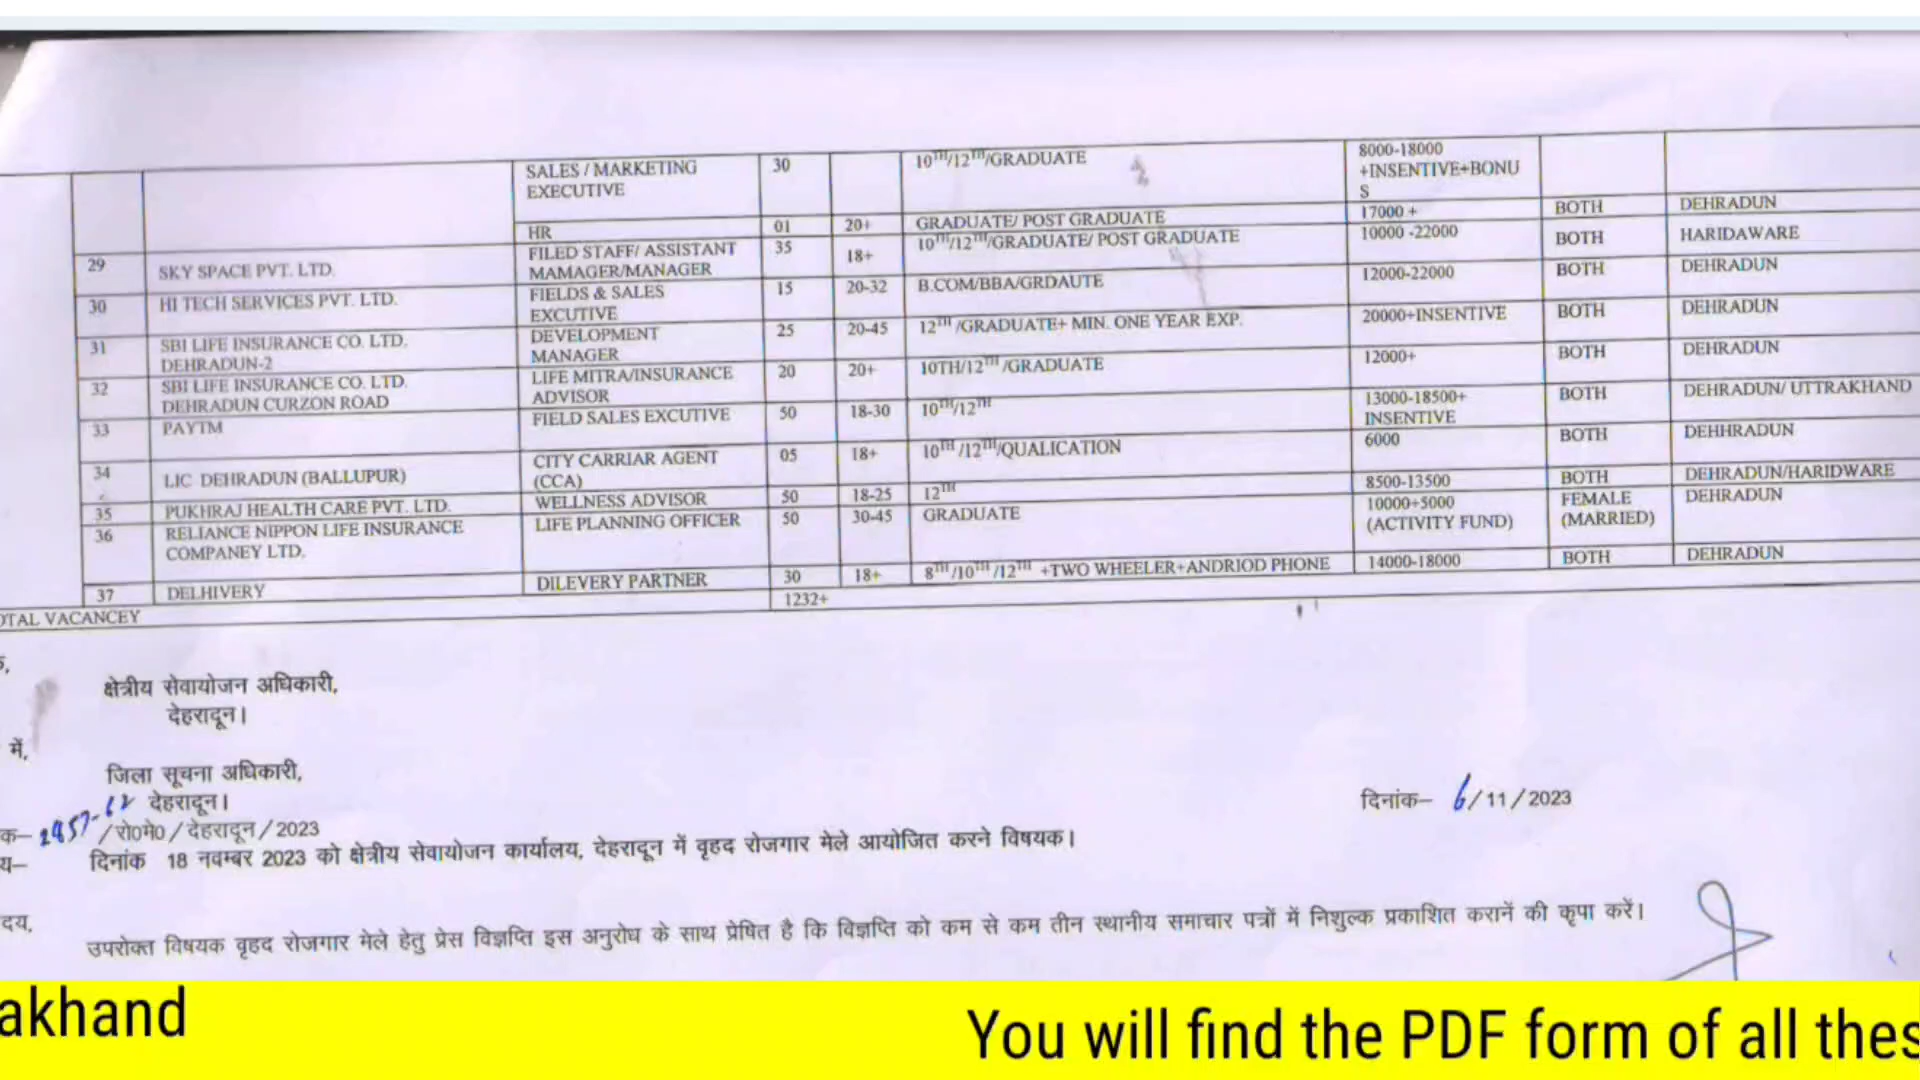 SALES / MARKETING EXECUTIVE 30 10TH/12TH/GRADUATE 8000-18000 +INSENTIVE+BONUS
HR 01 20+ GRADUATE/ POST GRADUATE 17000 + BOTH DEHRADUN
29 SKY SPACE PVT. LTD. FILED STAFF/ ASSISTANT MAMAGER/MANAGER 35 18+ 10TH/12TH/GRADUATE/ POST GRADUATE 10000 -22000 BOTH HARIDAWARE
30 HI TECH SERVICES PVT. LTD. FIELDS & SALES EXCUTIVE 15 20-32 B.COM/BBA/GRDAUTE 12000-22000 BOTH DEHRADUN
31 SBI LIFE INSURANCE CO. LTD. DEHRADUN-2 DEVELOPMENT MANAGER 25 20-45 12TH /GRADUATE+ MIN. ONE YEAR EXP. 20000+INSENTIVE BOTH DEHRADUN
32 SBI LIFE INSURANCE CO. LTD. DEHRADUN CURZON ROAD LIFE MITRA/INSURANCE ADVISOR 20 20+ 10TH/12TH /GRADUATE 12000+ BOTH DEHRADUN
33 PAYTM FIELD SALES EXCUTIVE 50 18-30 10TH/12TH 13000-18500+ INSENTIVE BOTH DEHRADUN/ UTTRAKHAND
34 LIC DEHRADUN (BALLUPUR) CITY CARRIAR AGENT (CCA) 05 18+ 10TH /12TH/QUALICATION 6000 BOTH DEHHRADUN
35 PUKHRAJ HEALTH CARE PVT. LTD. WELLNESS ADVISOR 50 18-25 12TH 8500-13500 BOTH DEHRADUN/HARIDWARE
36 RELIANCE NIPPON LIFE INSURANCE COMPANEY LTD. LIFE PLANNING OFFICER 50 30-45 GRADUATE 10000+5000 (ACTIVITY FUND) FEMALE (MARRIED) DEHRADUN
37 DELHIVERY DILEVERY PARTNER 30 18+ 8TH/10TH/12TH +TWO WHEELER+ANDRIOD PHONE 14000-18000 BOTH DEHRADUN
OTAL VACANCEY 1232+
क्षेत्रीय सेवायोजन अधिकारी,
देहरादून।
में,
जिला सूचना अधिकारी,
देहरादून।
दिनांक– 6/11/2023
क– 2457-62 /रो0मे0/देहरादून/2023
य– दिनांक 18 नवम्बर 2023 को क्षेत्रीय सेवायोजन कार्यालय, देहरादून में वृहद रोजगार मेले आयोजित करने विषयक।
दय,
उपरोक्त विषयक वृहद रोजगार मेले हेतु प्रेस विज्ञप्ति इस अनुरोध के साथ प्रेषित है कि विज्ञप्ति को कम से कम तीन स्थानीय समाचार पत्रों में निशुल्क प्रकाशित करानें की कृपा करें।
akhand
You will find the PDF form of all thes